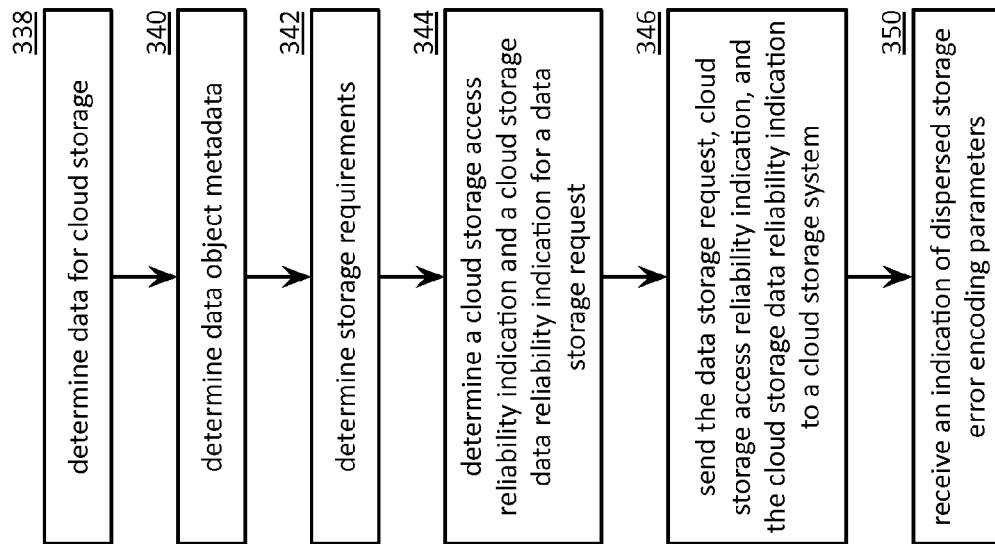 338
determine data for cloud storage
340
determine data object metadata
342
determine storage requirements
344
determine a cloud storage access
reliability indication and a cloud storage
data reliability indication for a data
storage request
346
send the data storage request, cloud
storage access reliability indication, and
the cloud storage data reliability indication
to a cloud storage system
350
receive an indication of dispersed storage
error encoding parameters